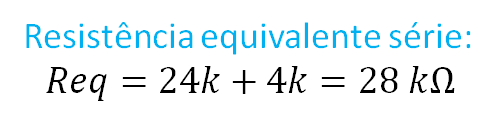 Resistência equivalente série:
Req = 24k + 4k = 28 kΩ